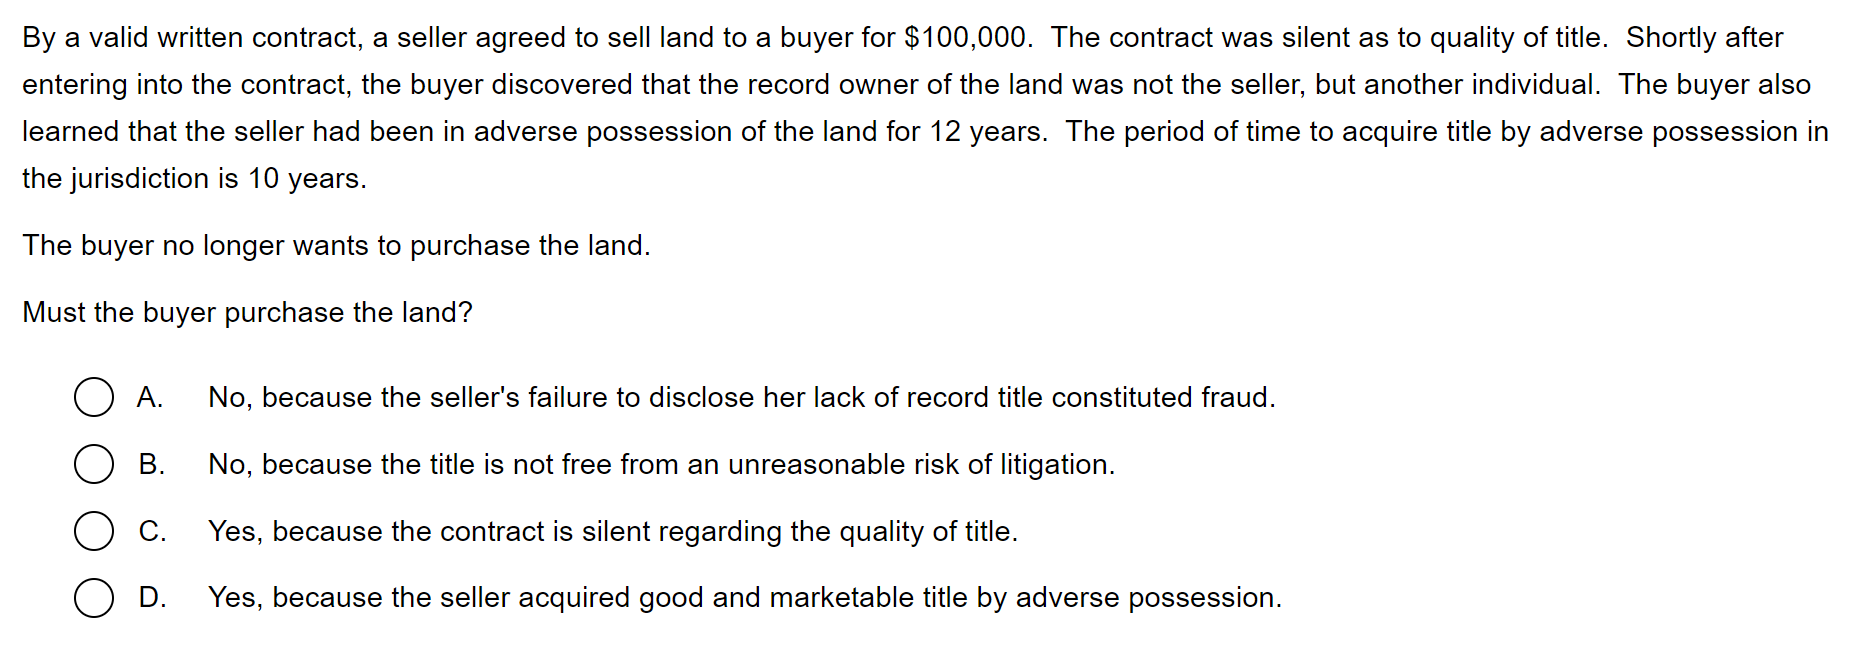 By a valid written contract, a seller agreed to sell land to a buyer for $100,000.  The contract was silent as to quality of title.  Shortly after
entering into the contract, the buyer discovered that the record owner of the land was not the seller, but another individual.  The buyer also
learned that the seller had been in adverse possession of the land for 12 years.  The period of time to acquire title by adverse possession in
the jurisdiction is 10 years.
The buyer no longer wants to purchase the land.
Must the buyer purchase the land?
A. No, because the seller's failure to disclose her lack of record title constituted fraud.
B. No, because the title is not free from an unreasonable risk of litigation.
C. Yes, because the contract is silent regarding the quality of title.
D. Yes, because the seller acquired good and marketable title by adverse possession.